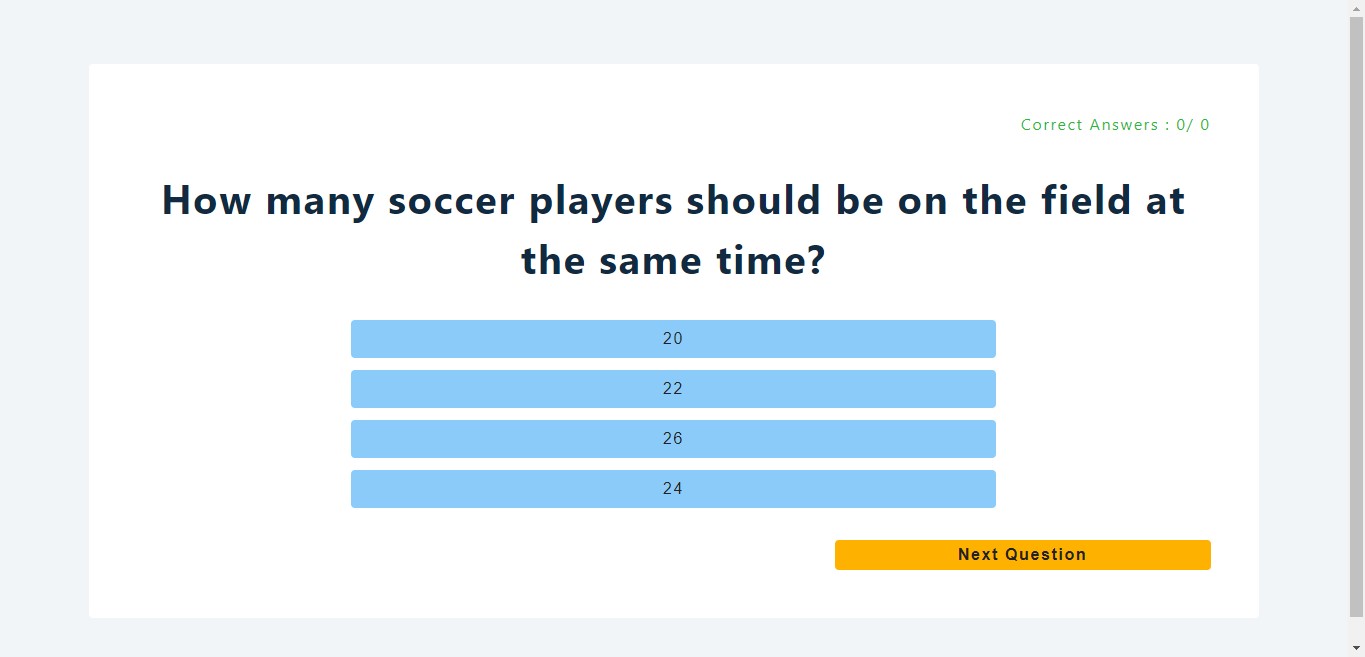 Correct Answers : 0/ 0
How many soccer players should be on the field at
the same time?
20
22
26
24
Next Question